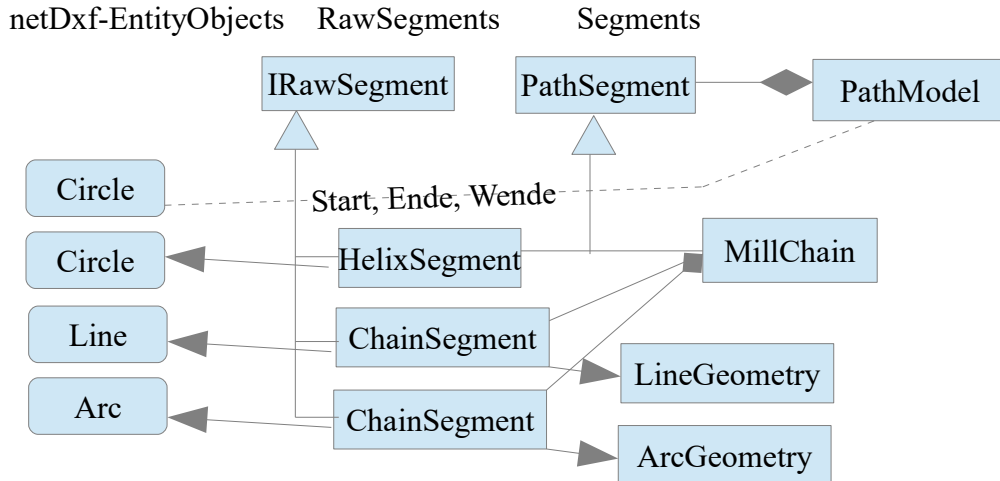 netDxf-EntityObjects RawSegments Segments
IRawSegment
PathSegment
PathModel
Circle
Start, Ende, Wende
Circle
HelixSegment
MillChain
Line
ChainSegment
LineGeometry
Arc
ChainSegment
ArcGeometry